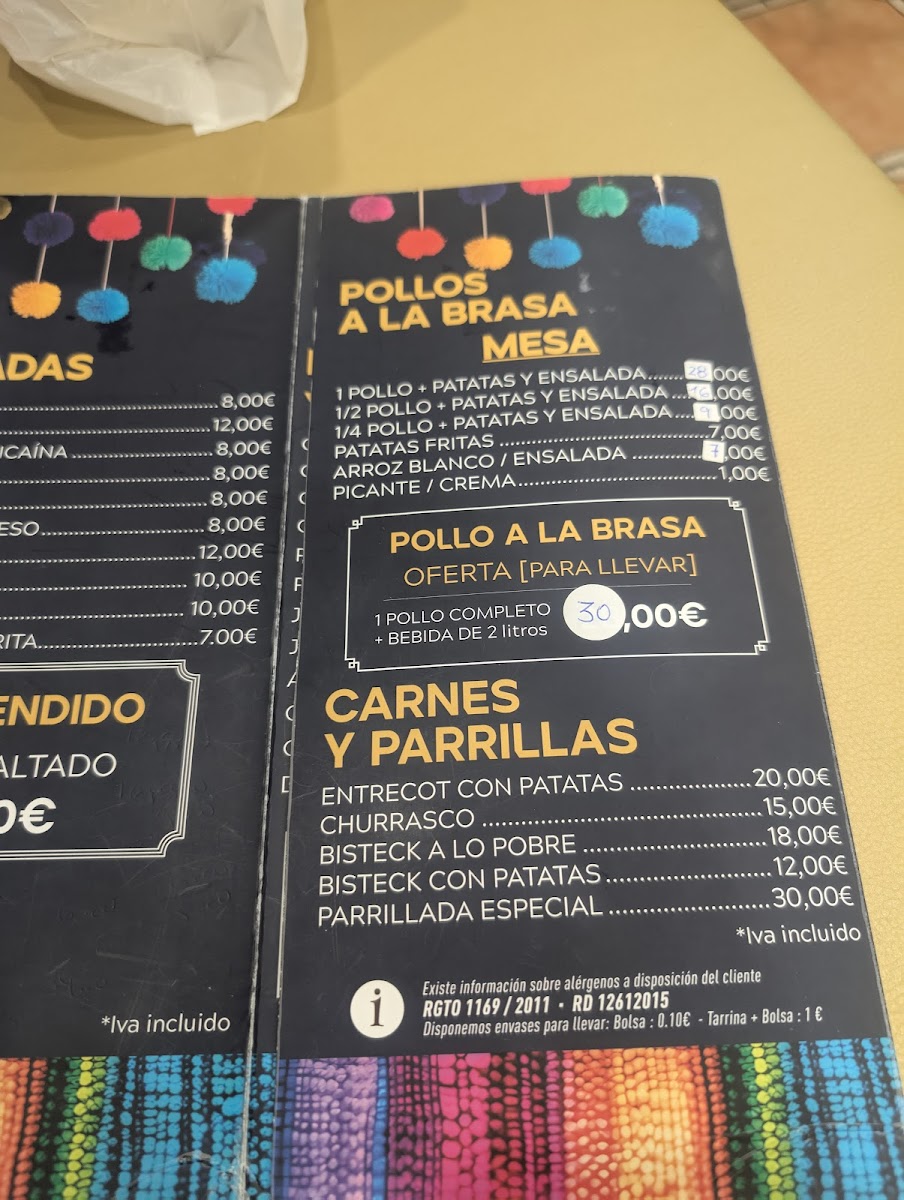 ADAS
8,00€
12,00€
ICAÍNA 8,00€
8,00€
8,00€
ESO 8,00€
12,00€
10,00€
10,00€
RITA 7.00€
ENDIDO
ALTADO
0€
*Iva incluido
POLLOS
A LA BRASA
MESA
1 POLLO + PATATAS Y ENSALADA 28,00€
1/2 POLLO + PATATAS Y ENSALADA 16,00€
1/4 POLLO + PATATAS Y ENSALADA 9,00€
PATATAS FRITAS 7,00€
ARROZ BLANCO / ENSALADA 7,00€
PICANTE / CREMA 1,00€
POLLO A LA BRASA
OFERTA [PARA LLEVAR]
1 POLLO COMPLETO
+ BEBIDA DE 2 litros 30,00€
CARNES
Y PARRILLAS
ENTRECOT CON PATATAS 20,00€
CHURRASCO 15,00€
BISTECK A LO POBRE 18,00€
BISTECK CON PATATAS 12,00€
PARRILLADA ESPECIAL 30,00€
*Iva incluido
i
Existe información sobre alérgenos a disposición del cliente
RGTO 1169 / 2011 • RD 12612015
Disponemos envases para llevar: Bolsa : 0.10€ - Tarrina + Bolsa : 1 €